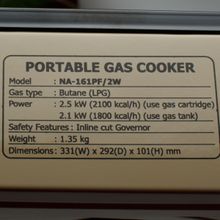 PORTABLE GAS COOKER
Model : NA-161PF/2W
Gas type : Butane (LPG)
Power : 2.5 kW (2100 kcal/h) (use gas cartridge)
2.1 kW (1800 kcal/h) (use gas tank)
Safety Features : Inline cut Governor
Weight : 1.35 kg
Dimensions : 331(W) x 292(D) x 101(H) mm